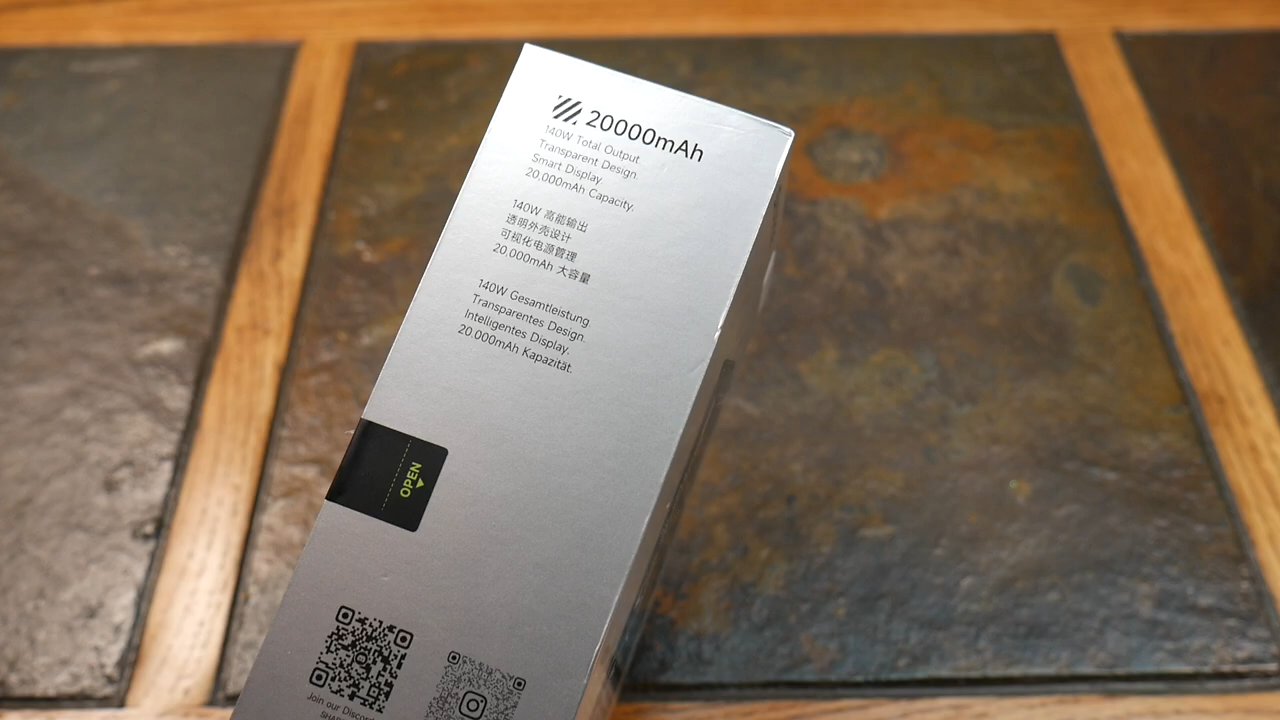 20000mAh
140W Total Output
Transparent Design.
Smart Display
20,000mAh Capacity.
140W 高能输出
透明外壳设计
可视化电源管理
20,000mAh 大容量
140W Gesamtleistung
Transparentes Design.
Intelligentes Display.
20.000mAh Kapazität.
OPEN
Join our Discord